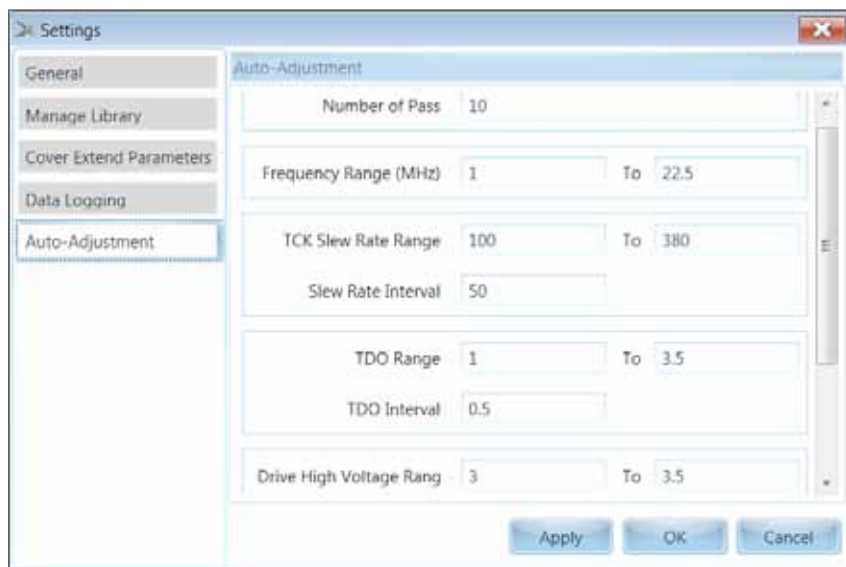 Settings
General
Manage Library
Cover Extend Parameters
Data Logging
Auto-Adjustment
Auto-Adjustment
Number of Pass 10
Frequency Range (MHz) 1 To 22.5
TCK Slew Rate Range 100 To 380
Slew Rate Interval 50
TDO Range 1 To 3.5
TDO Interval 0.5
Drive High Voltage Rang 3 To 3.5
Apply OK Cancel